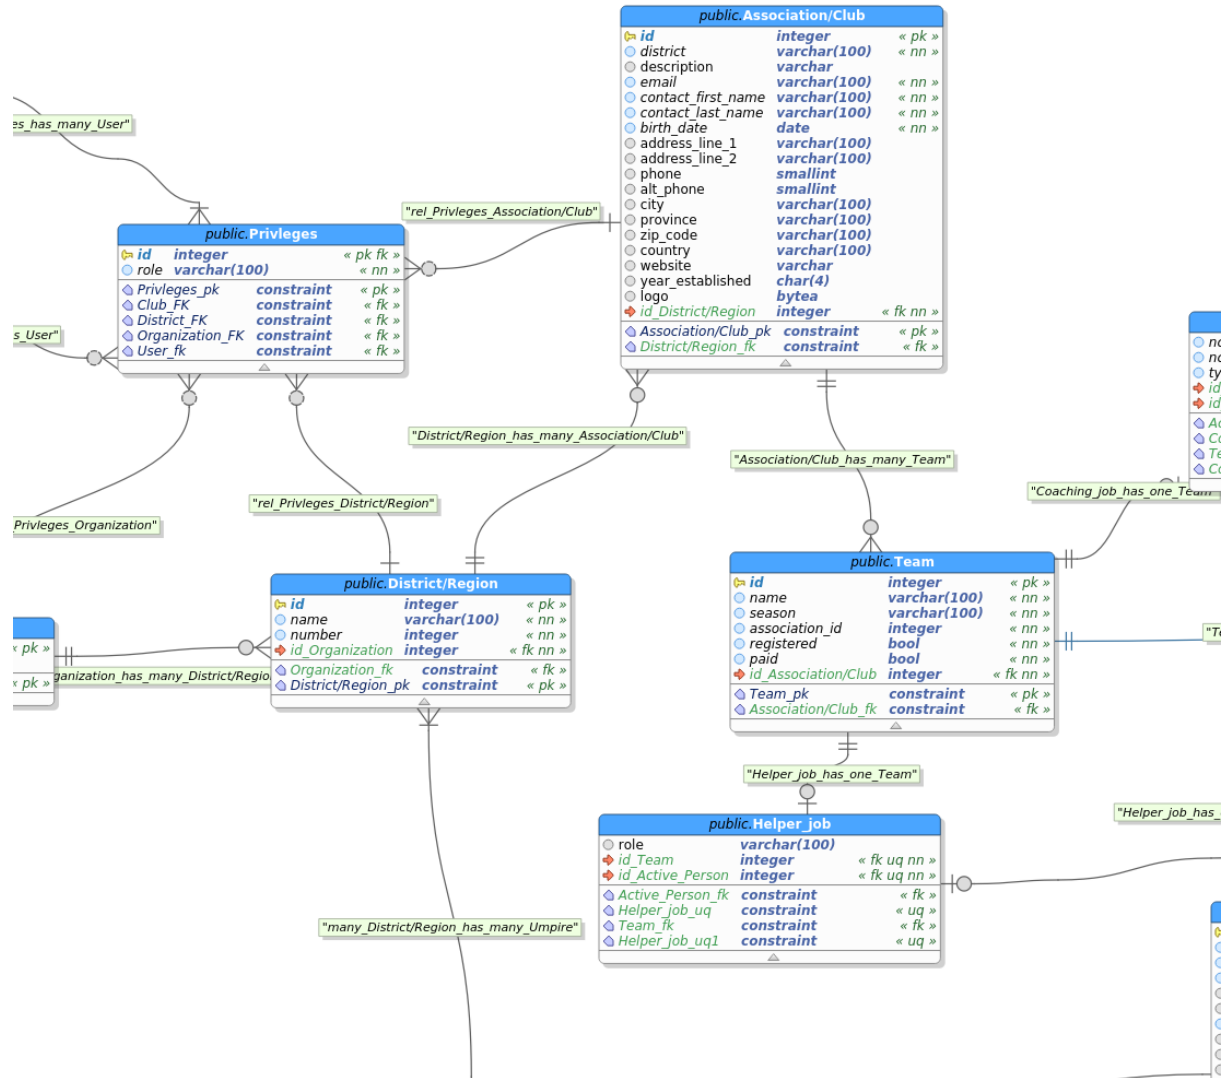 public.Association/Club
id integer « pk »
district varchar(100) « nn »
description varchar
email varchar(100) « nn »
contact_first_name varchar(100) « nn »
contact_last_name varchar(100) « nn »
birth_date date « nn »
address_line_1 varchar(100)
address_line_2 varchar(100)
phone smallint
alt_phone smallint
city varchar(100)
province varchar(100)
zip_code varchar(100)
country varchar(100)
website varchar
year_established char(4)
logo bytea
id_District/Region integer « fk nn »
Association/Club_pk constraint « pk »
District/Region_fk constraint « fk »
es_has_many_User"
"rel_Privleges_Association/Club"
public.Privleges
id integer « pk fk »
role varchar(100) « nn »
Privleges_pk constraint « pk »
Club_FK constraint « fk »
District_FK constraint « fk »
Organization_FK constraint « fk »
User_fk constraint « fk »
s_User"
"District/Region_has_many_Association/Club"
"Association/Club_has_many_Team"
"rel_Privleges_District/Region"
Privleges_Organization"
"Coaching_job_has_one_Team"
public.District/Region
id integer « pk »
name varchar(100) « nn »
number integer « nn »
id_Organization integer « fk nn »
Organization_fk constraint « fk »
District/Region_pk constraint « pk »
« pk »
« pk »
ganization_has_many_District/Regio
public.Team
id integer « pk »
name varchar(100) « nn »
season varchar(100) « nn »
association_id integer « nn »
registered bool « nn »
paid bool « nn »
id_Association/Club integer « fk nn »
Team_pk constraint « pk »
Association/Club_fk constraint « fk »
"Helper_job_has_one_Team"
public.Helper_job
role varchar(100)
id_Team integer « fk uq nn »
id_Active_Person integer « fk uq nn »
Active_Person_fk constraint « fk »
Helper_job_uq constraint « uq »
Team_fk constraint « fk »
Helper_job_uq1 constraint « uq »
"Helper_job_has_
"many_District/Region_has_many_Umpire"
ty
id
id